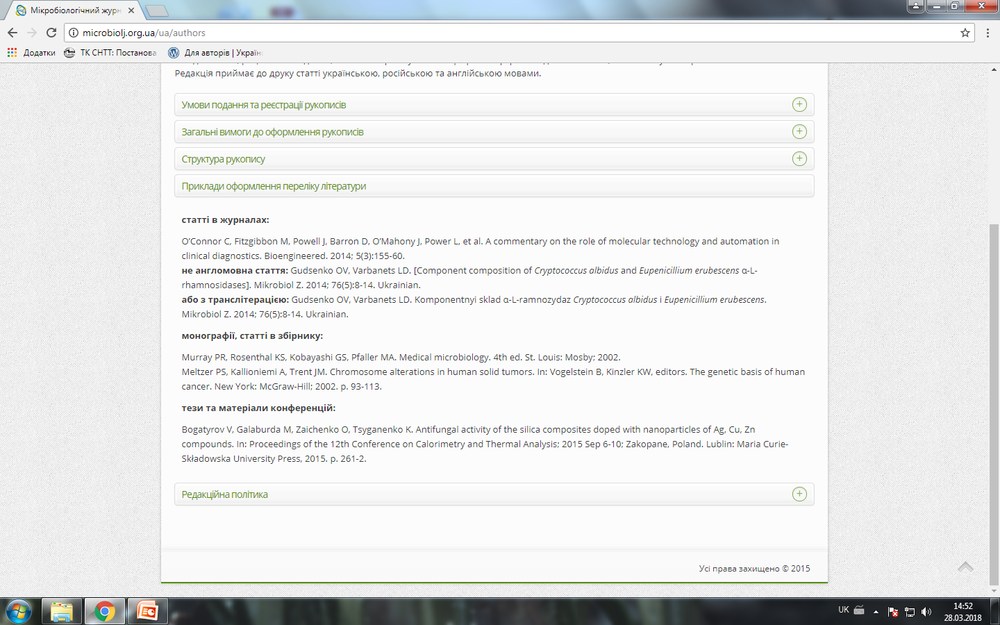 Мікробіологічний журн
microbiolj.org.ua/ua/authors
Додатки
ТК СНТТ: Постанова
Для авторів | Україн
Редакція приймає до друку статті українською, російською та англійською мовами.
Умови подання та реєстрації рукописів
Загальні вимоги до оформлення рукописів
Структура рукопису
Приклади оформлення переліку літератури
статті в журналах:
O’Connor C, Fitzgibbon M, Powell J, Barron D, O’Mahony J, Power L, et al. A commentary on the role of molecular technology and automation in
clinical diagnostics. Bioengineered. 2014; 5(3):155-60.
не англомовна стаття: Gudsenko OV, Varbanets LD. [Component composition of Cryptococcus albidus and Eupenicillium erubescens α-L-
rhamnosidases]. Mikrobiol Z. 2014; 76(5):8-14. Ukrainian.
або з транслітерацією: Gudsenko OV, Varbanets LD. Komponentnyi sklad α-L-ramnozydaz Cryptococcus albidus i Eupenicillium erubescens.
Mikrobiol Z. 2014; 76(5):8-14. Ukrainian.
монографії, статті в збірнику:
Murray PR, Rosenthal KS, Kobayashi GS, Pfaller MA. Medical microbiology. 4th ed. St. Louis: Mosby; 2002.
Meltzer PS, Kallioniemi A, Trent JM. Chromosome alterations in human solid tumors. In: Vogelstein B, Kinzler KW, editors. The genetic basis of human
cancer. New York: McGraw-Hill; 2002. p. 93-113.
тези та матеріали конференцій:
Bogatyrov V, Galaburda M, Zaichenko O, Tsyganenko K. Antifungal activity of the silica composites doped with nanoparticles of Ag, Cu, Zn
compounds. In: Proceedings of the 12th Conference on Calorimetry and Thermal Analysis; 2015 Sep 6-10; Zakopane, Poland. Lublin: Maria Curie-
Składowska University Press, 2015. p. 261-2.
Редакційна політика
Усі права захищено © 2015
UK
14:52
28.03.2018